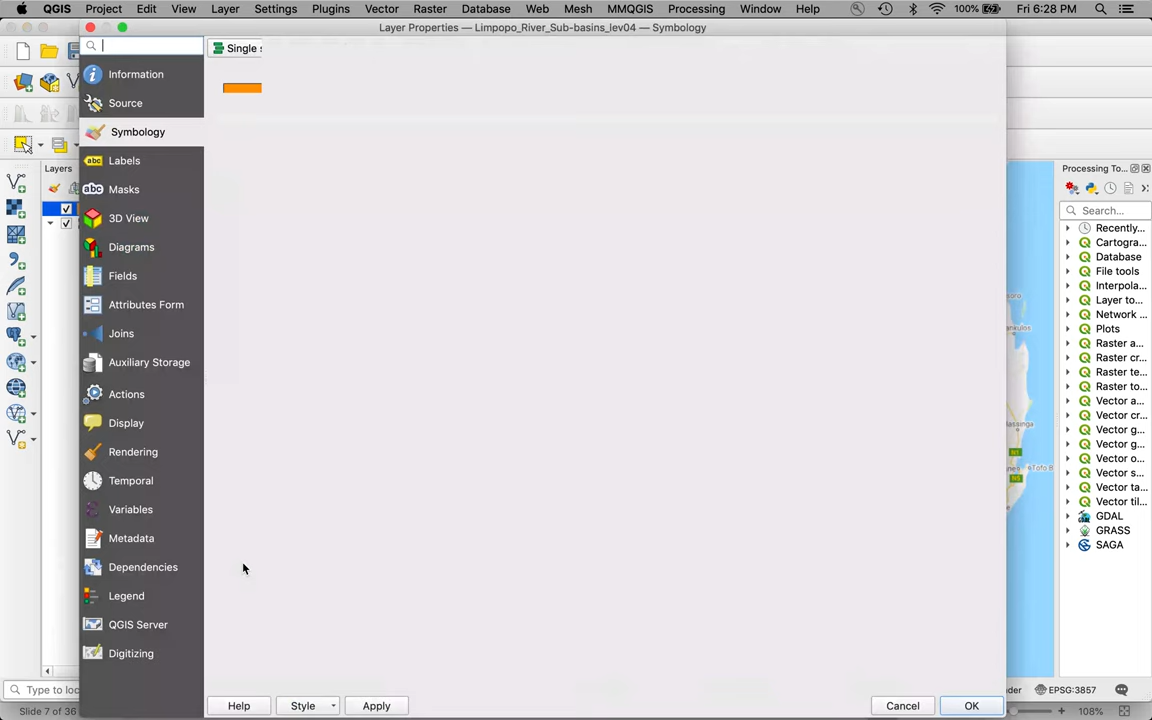 QGIS Project Edit View Layer Settings Plugins Vector Raster Database Web Mesh MMQGIS Processing Window Help 100% Fri 6:28 PM
Layer Properties — Limpopo_River_Sub-basins_lev04 — Symbology
Single s
Information
Source
Symbology
Labels
Masks
3D View
Diagrams
Fields
Attributes Form
Joins
Auxiliary Storage
Actions
Display
Rendering
Temporal
Variables
Metadata
Dependencies
Legend
QGIS Server
Digitizing
Help Style Apply Cancel OK
Layers
Type to loc
Slide 7 of 36
Processing To...
Search...
Recently...
Cartogra...
Database
File tools
Interpola...
Layer to...
Network ...
Plots
Raster a...
Raster cr...
Raster te...
Raster to...
Vector a...
Vector cr...
Vector g...
Vector g...
Vector o...
Vector s...
Vector ta...
Vector til...
GDAL
GRASS
SAGA
ankulos
assinga
Tofo B
der EPSG:3857
108%